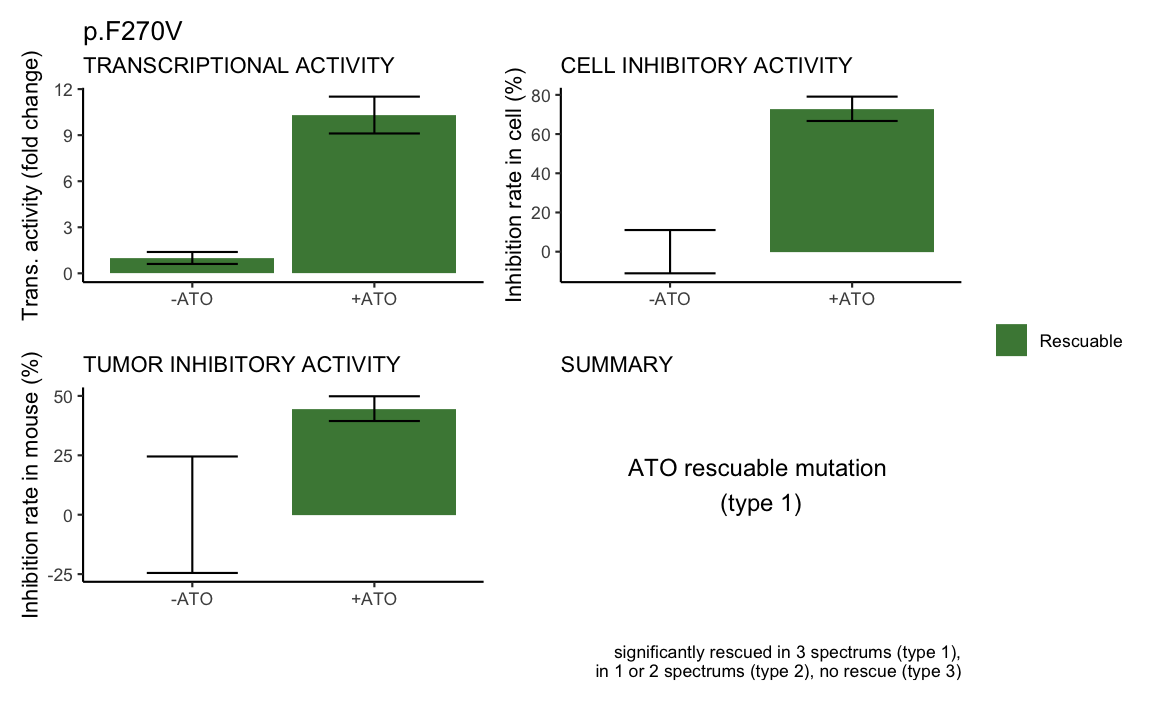 p.F270V
TRANSCRIPTIONAL ACTIVITY
Trans. activity (fold change)
12
9
6
3
0
-ATO
+ATO
CELL INHIBITORY ACTIVITY
Inhibition rate in cell (%)
80
60
40
20
0
-ATO
+ATO
Rescuable
TUMOR INHIBITORY ACTIVITY
Inhibition rate in mouse (%)
50
25
0
-25
-ATO
+ATO
SUMMARY
ATO rescuable mutation
(type 1)
significantly rescued in 3 spectrums (type 1),
in 1 or 2 spectrums (type 2), no rescue (type 3)